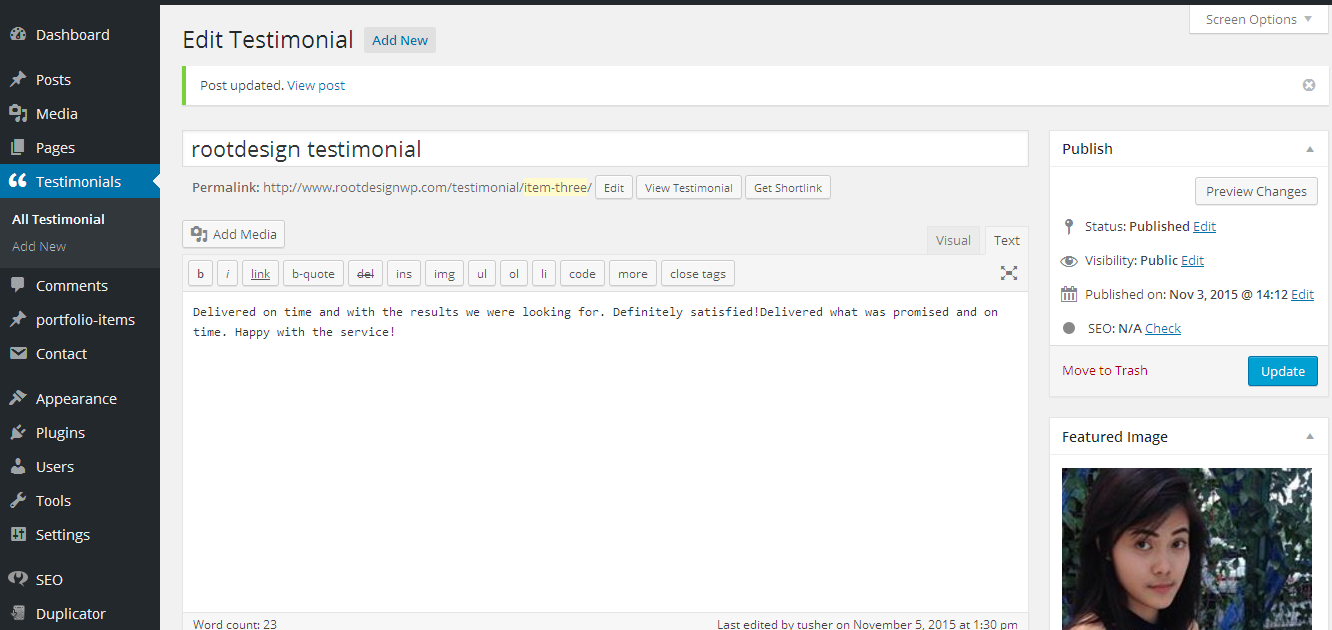 Dashboard
Posts
Media
Pages
Testimonials
All Testimonial
Add New
Comments
portfolio-items
Contact
Appearance
Plugins
Users
Tools
Settings
SEO
Duplicator
Screen Options
Edit Testimonial Add New
Post updated. View post
rootdesign testimonial
Permalink: http://www.rootdesignwp.com/testimonial/item-three/ Edit View Testimonial Get Shortlink
Add Media
Visual Text
b i link b-quote del ins img ul ol li code more close tags
Delivered on time and with the results we were looking for. Definitely satisfied!Delivered what was promised and on
time. Happy with the service!
Word count: 23 Last edited by tusher on November 5, 2015 at 1:30 pm
Publish
Preview Changes
Status: Published Edit
Visibility: Public Edit
Published on: Nov 3, 2015 @ 14:12 Edit
SEO: N/A Check
Move to Trash Update
Featured Image